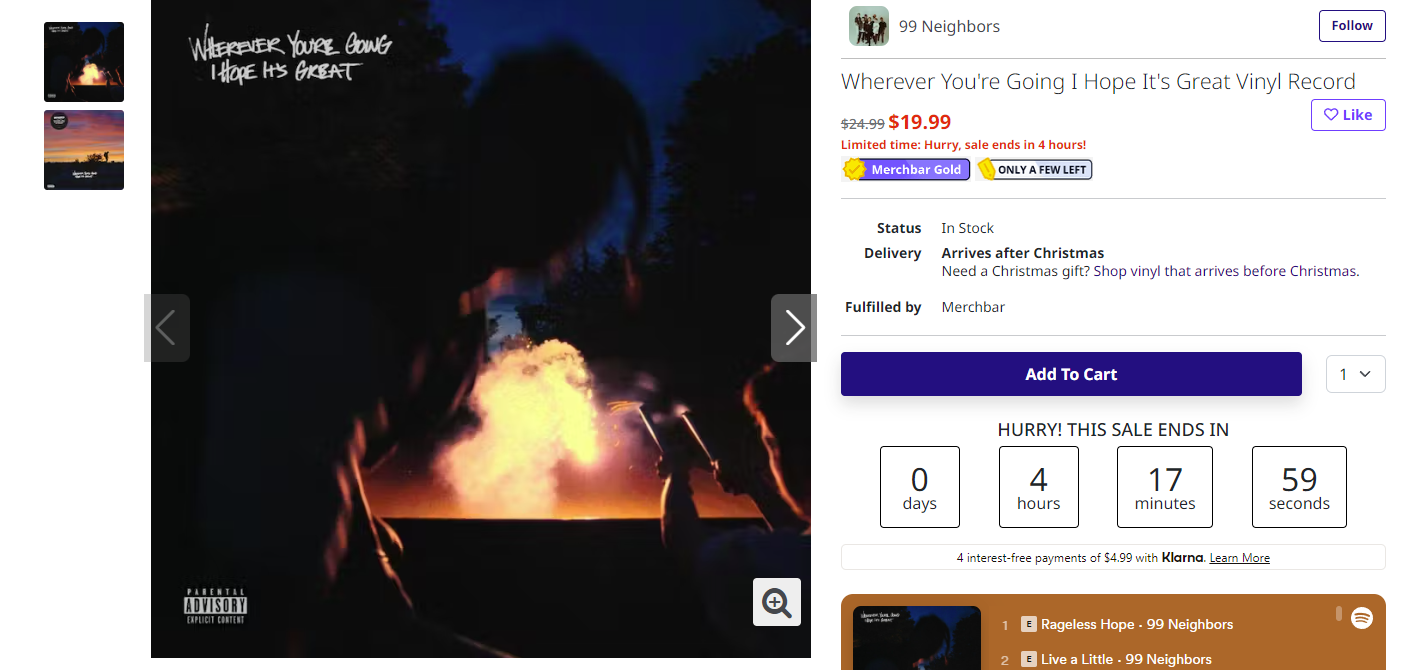 WHEREVER YOU'RE GOING
I HOPE IT'S GREAT
PARENTAL
ADVISORY
EXPLICIT CONTENT
99 Neighbors
Follow
Wherever You're Going I Hope It's Great Vinyl Record
$24.99 $19.99
Like
Limited time: Hurry, sale ends in 4 hours!
Merchbar Gold
ONLY A FEW LEFT
Status In Stock
Delivery Arrives after Christmas
Need a Christmas gift? Shop vinyl that arrives before Christmas.
Fulfilled by Merchbar
Add To Cart
1
HURRY! THIS SALE ENDS IN
0 4 17 59
days hours minutes seconds
4 interest-free payments of $4.99 with Klarna. Learn More
1 E Rageless Hope · 99 Neighbors
2 E Live a Little · 99 Neighbors